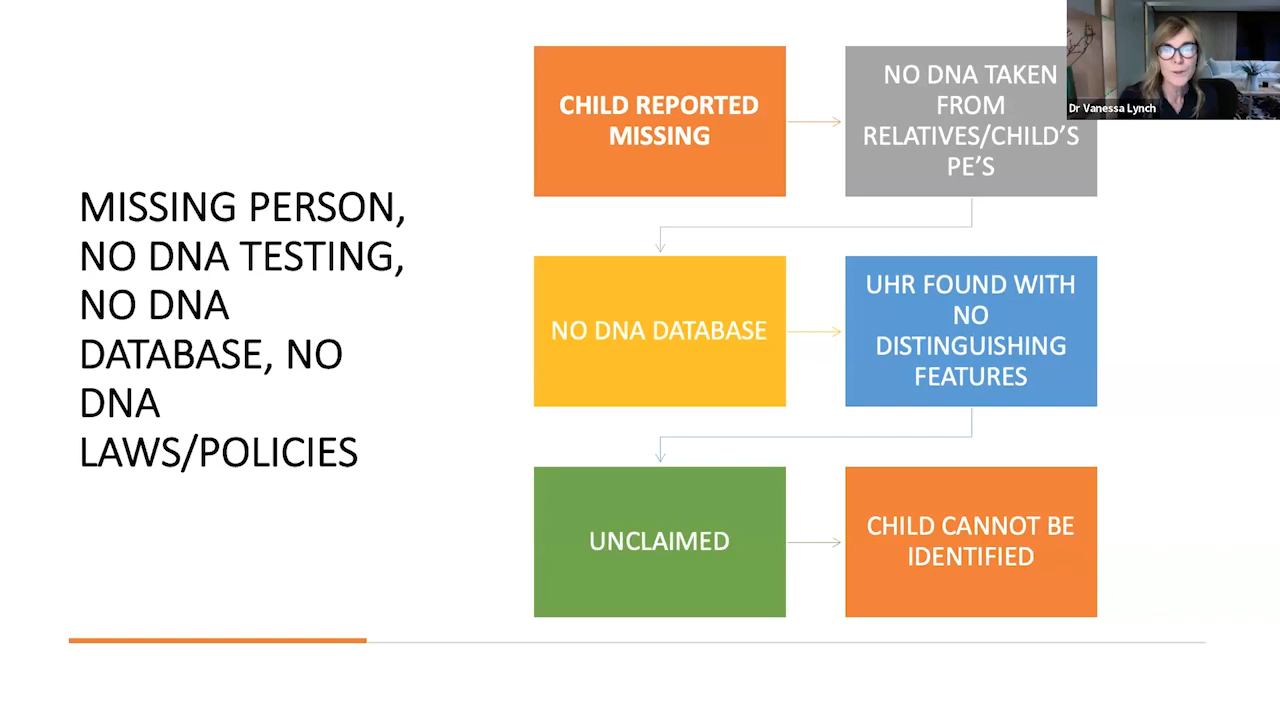 MISSING PERSON,
NO DNA TESTING,
NO DNA
DATABASE, NO
DNA
LAWS/POLICIES
CHILD REPORTED
MISSING
NO DNA TAKEN
FROM
RELATIVES/CHILD'S
PE'S
NO DNA DATABASE
UHR FOUND WITH
NO
DISTINGUISHING
FEATURES
UNCLAIMED
CHILD CANNOT BE
IDENTIFIED
Dr Vanessa Lynch